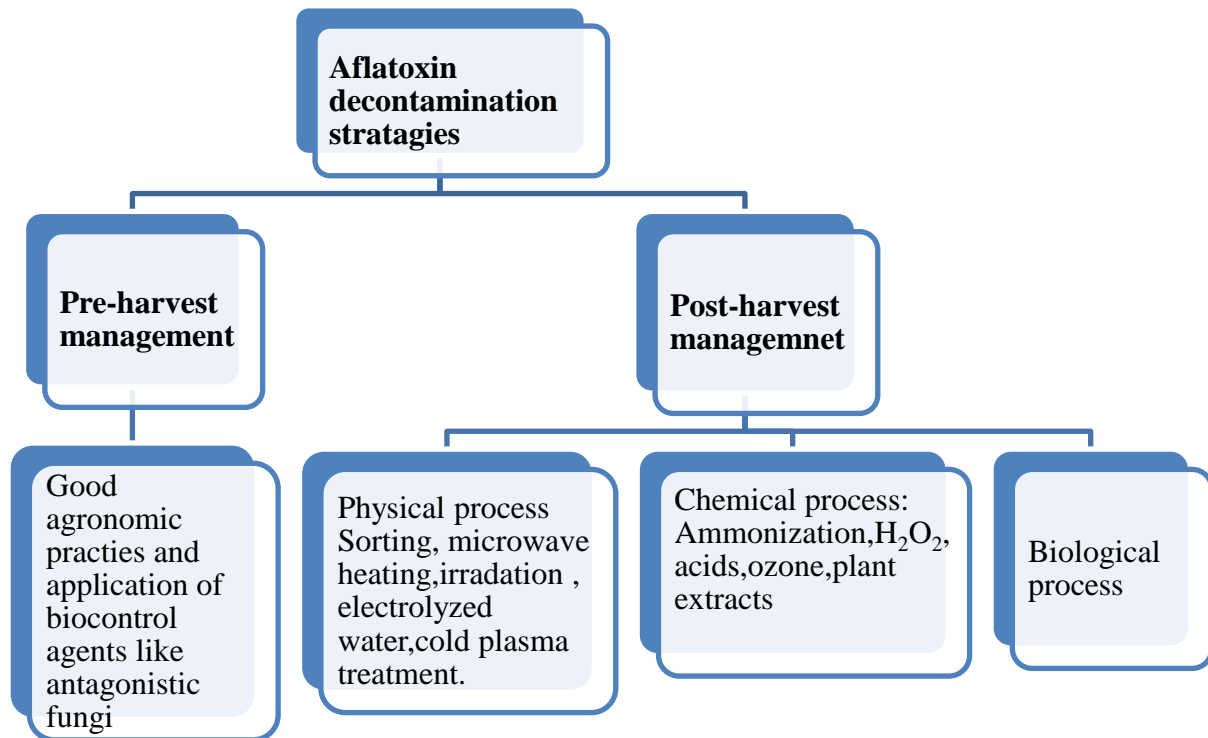 Aflatoxin
decontamination
stratagies
Pre-harvest
management
Post-harvest
managemnet
Good
agronomic
practies and
application of
biocontrol
agents like
antagonistic
fungi
Physical process
Sorting, microwave
heating,irradation ,
electrolyzed
water,cold plasma
treatment.
Chemical process:
Ammonization,H₂O₂,
acids,ozone,plant
extracts
Biological
process